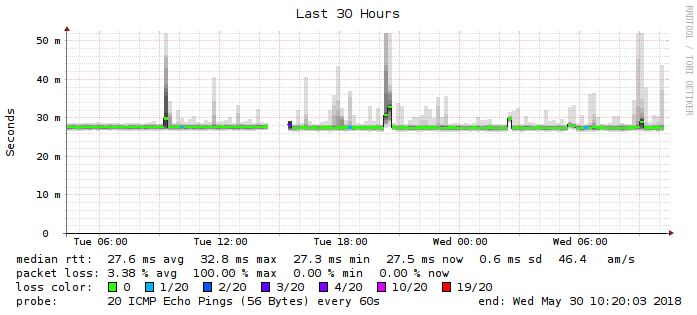 Last 30 Hours
RRDTOOL / TOBI OETIKER
Seconds
50 m
40 m
30 m
20 m
10 m
0
Tue 06:00 Tue 12:00 Tue 18:00 Wed 00:00 Wed 06:00
median rtt: 27.6 ms avg 32.8 ms max 27.3 ms min 27.5 ms now 0.6 ms sd 46.4 am/s
packet loss: 3.38 % avg 100.00 % max 0.00 % min 0.00 % now
loss color: 0 1/20 2/20 3/20 4/20 10/20 19/20
probe: 20 ICMP Echo Pings (56 Bytes) every 60s end: Wed May 30 10:20:03 2018